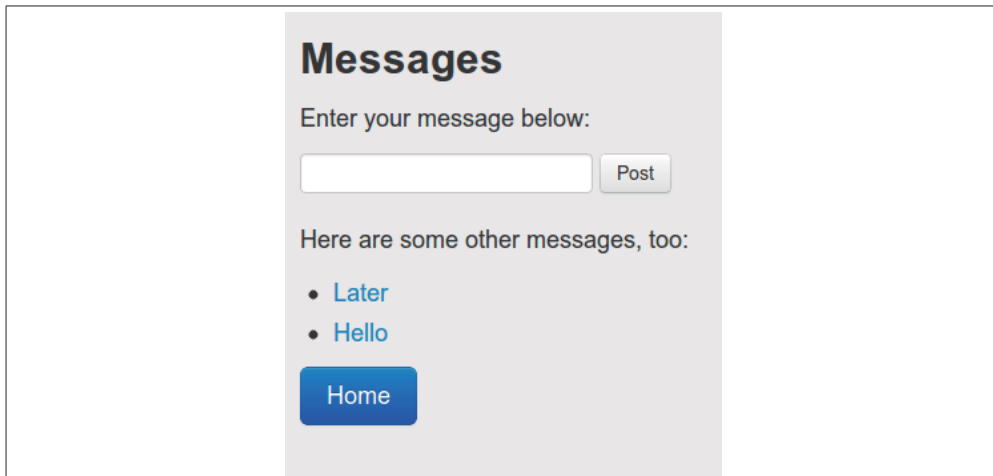 Messages
Enter your message below:
Post
Here are some other messages, too:
Later
Hello
Home